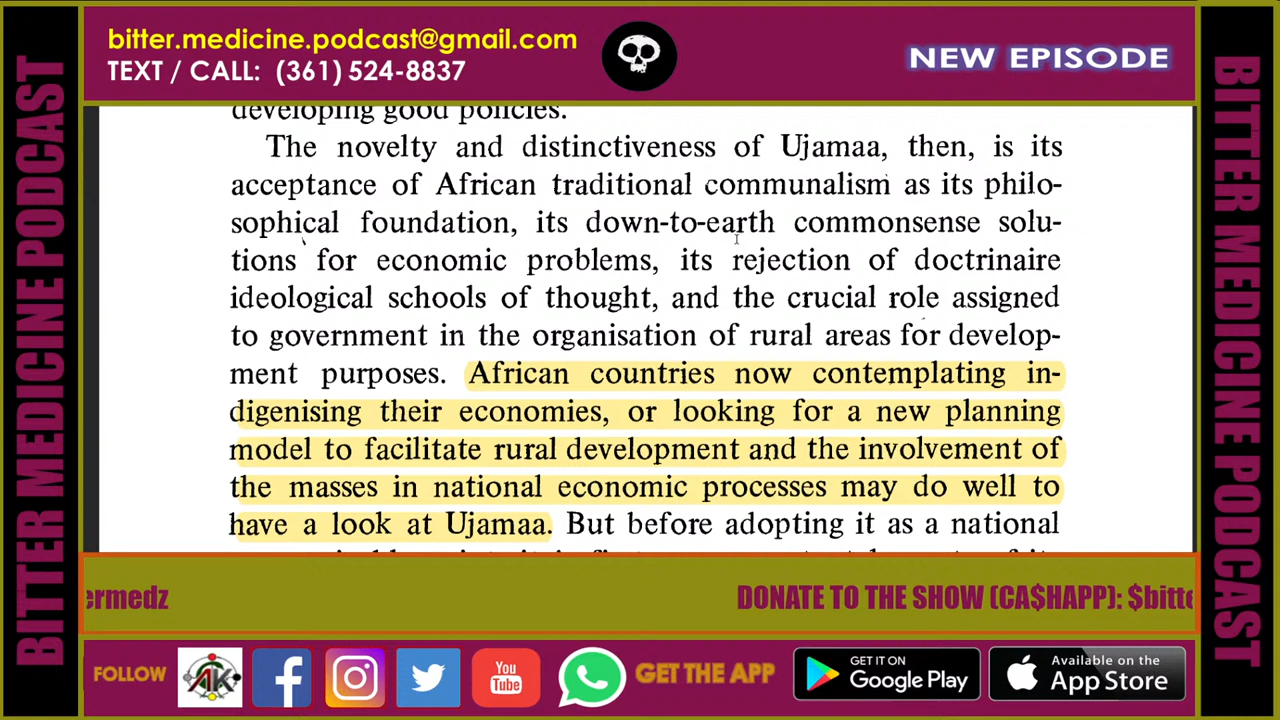 bitter.medicine.podcast@gmail.com
TEXT / CALL: (361) 524-8837
NEW EPISODE
BITTER MEDICINE PODCAST
developing good policies.
The novelty and distinctiveness of Ujamaa, then, is its
acceptance of African traditional communalism as its philo-
sophical foundation, its down-to-earth commonsense solu-
tions for economic problems, its rejection of doctrinaire
ideological schools of thought, and the crucial role assigned
to government in the organisation of rural areas for develop-
ment purposes. African countries now contemplating in-
digenising their economies, or looking for a new planning
model to facilitate rural development and the involvement of
the masses in national economic processes may do well to
have a look at Ujamaa. But before adopting it as a national
BITTER MEDICINE PODCAST
ermedz
DONATE TO THE SHOW (CA$HAPP): $bitte
FOLLOW
ATK
You
Tube
GET THE APP
GET IT ON
Google Play
Available on the
App Store